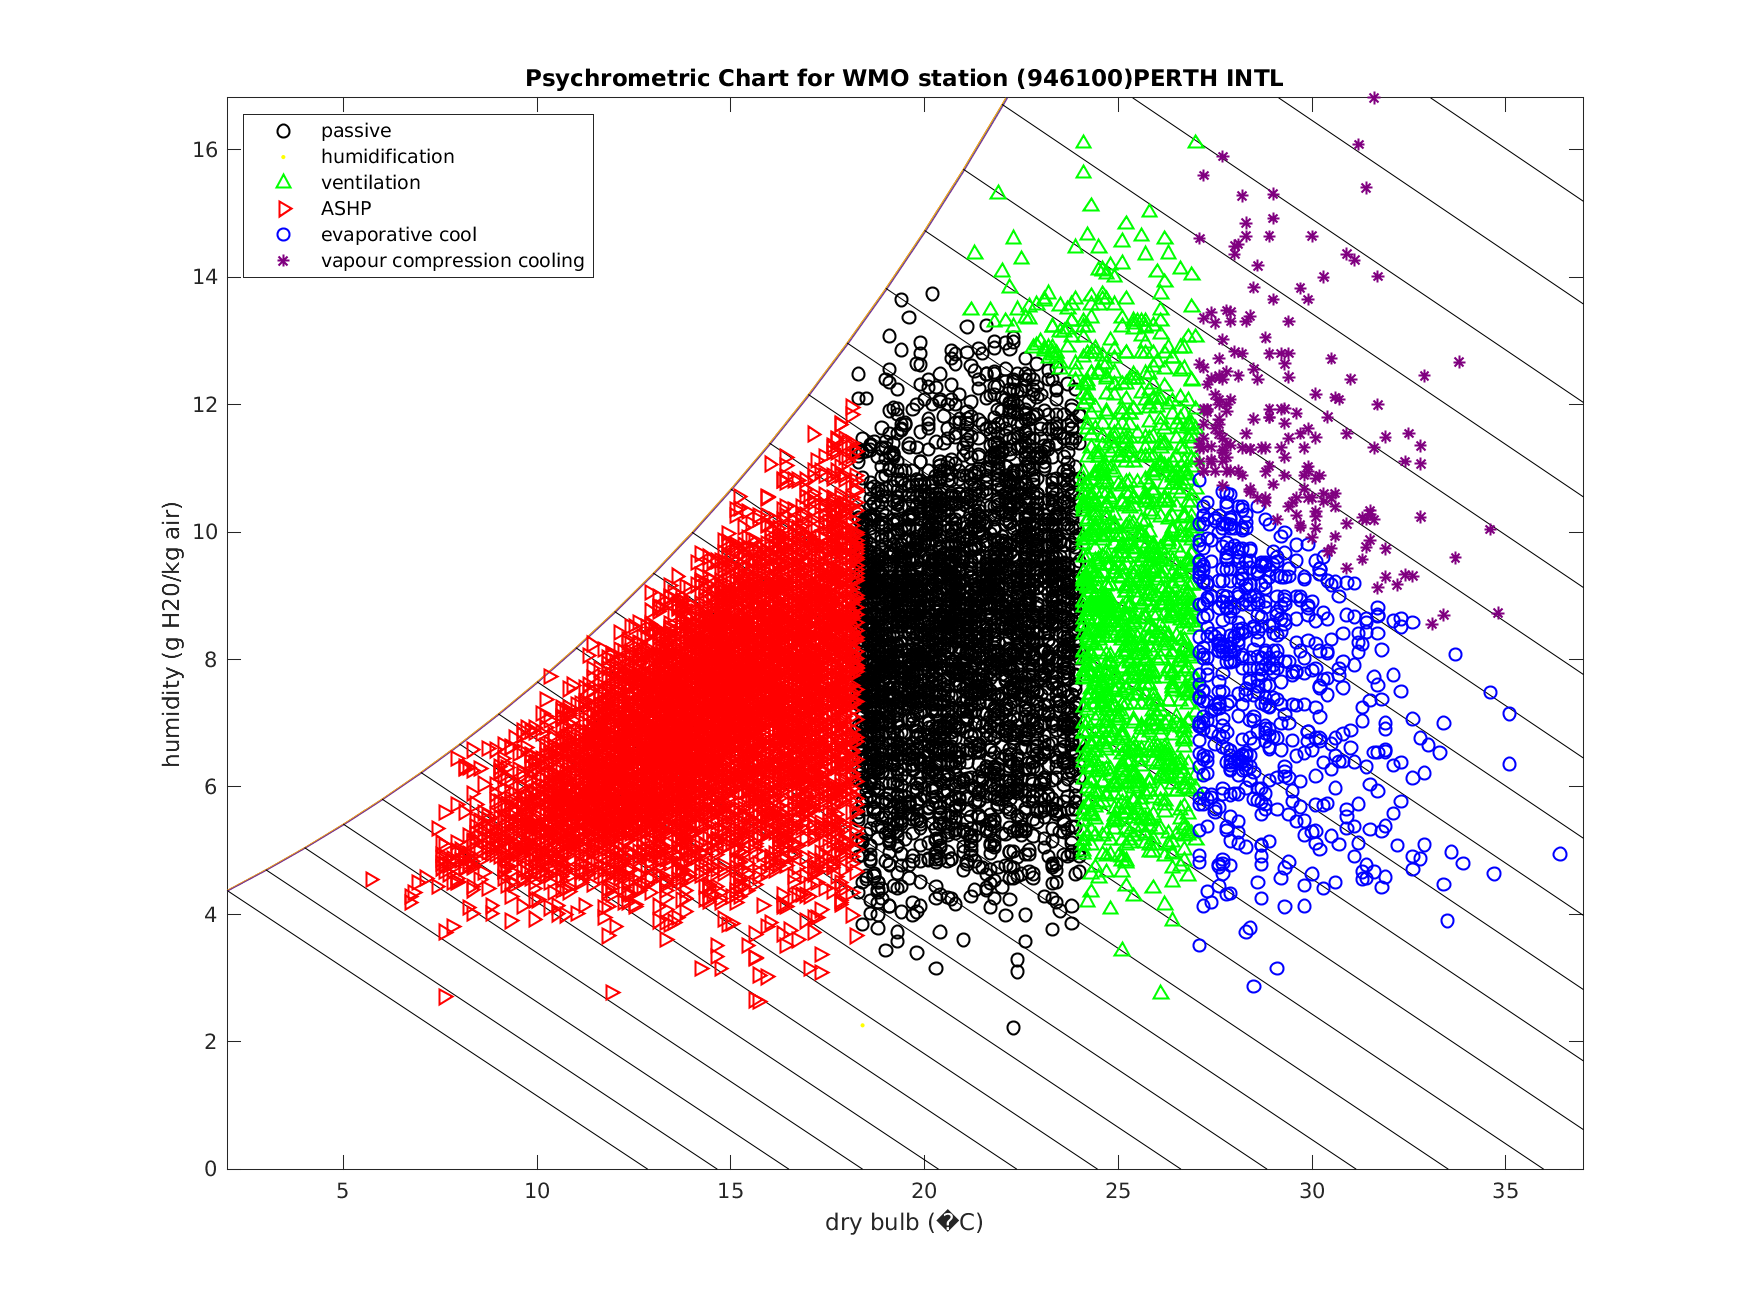 Psychrometric Chart for WMO station (946100)PERTH INTL
passive
humidification
ventilation
ASHP
evaporative cool
vapour compression cooling
humidity (g H20/kg air)
16
14
12
10
8
6
4
2
0
5 10 15 20 25 30 35
dry bulb (�C)